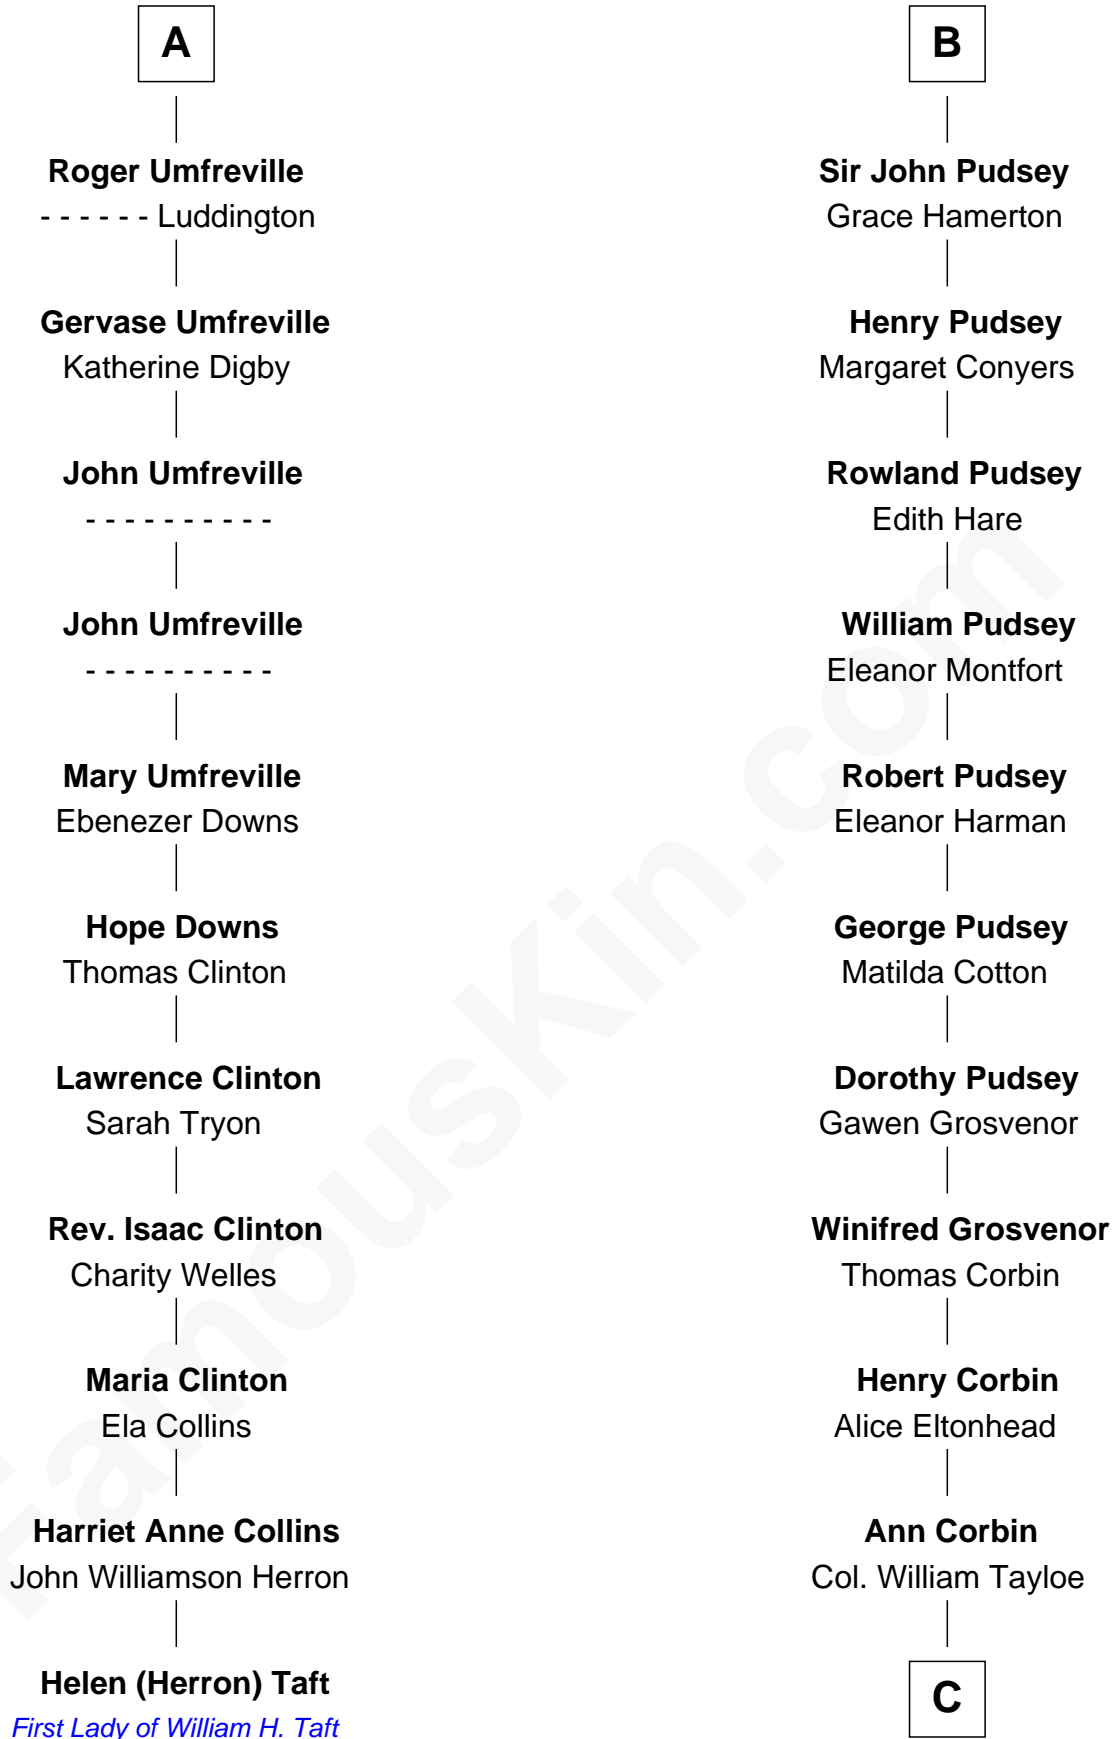 A
Roger Umfreville
- - - - - - Luddington
Gervase Umfreville
Katherine Digby
John Umfreville
- - - - - - - - - -
John Umfreville
- - - - - - - - - -
Mary Umfreville
Ebenezer Downs
Hope Downs
Thomas Clinton
Lawrence Clinton
Sarah Tryon
Rev. Isaac Clinton
Charity Welles
Maria Clinton
Ela Collins
Harriet Anne Collins
John Williamson Herron
Helen (Herron) Taft
First Lady of William H. Taft
B
Sir John Pudsey
Grace Hamerton
Henry Pudsey
Margaret Conyers
Rowland Pudsey
Edith Hare
William Pudsey
Eleanor Montfort
Robert Pudsey
Eleanor Harman
George Pudsey
Matilda Cotton
Dorothy Pudsey
Gawen Grosvenor
Winifred Grosvenor
Thomas Corbin
Henry Corbin
Alice Eltonhead
Ann Corbin
Col. William Tayloe
C
FamousKin.com